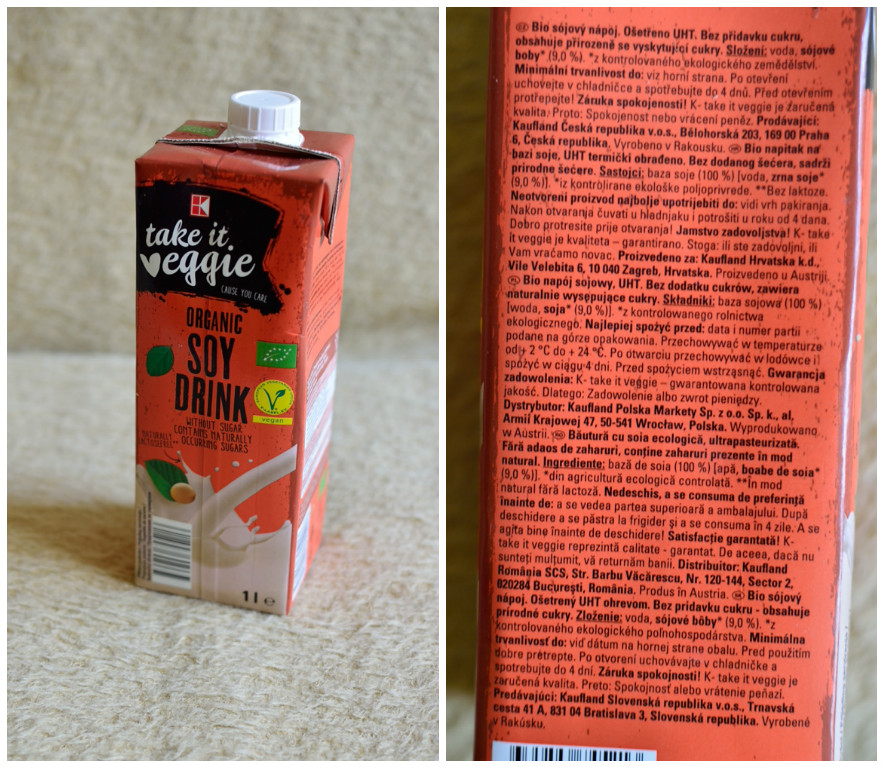 K
take it
veggie
CAUSE YOU CARE
ORGANIC
SOY
DRINK
vegan
WITHOUT SUGAR
CONTAINS NATURALLY
OCCURRING SUGARS
NATURALLY
LACTOSEFREE**
1 l e
Bio sójový nápoj. Ošetřeno UHT. Bez přídavku cukru,
obsahuje přirozeně se vyskytující cukry. Složení: voda, sójové
boby* (9,0 %). *z kontrolovaného ekologického zemědělství.
Minimální trvanlivost do: viz horní strana. Po otevření
uchovejte v chladničce a spotřebujte do 4 dnů. Před otevřením
protřepejte! Záruka spokojenosti! K- take it veggie je zaručená
kvalita. Proto: Spokojenost nebo vrácení peněz. Prodávající:
Kaufland Česká republika v.o.s., Bělohorská 203, 169 00 Praha
6, Česká republika. Vyrobeno v Rakousku. Bio napitak na
bazi soje, UHT termički obrađeno. Bez dodanog šećera, sadrži
prirodne šećere. Sastojci: baza soje (100 %) [voda, zrna soje*
(9,0 %)]. *iz kontrolirane ekološke poljoprivrede. **Bez laktoze.
Neotvoreni proizvod najbolje upotrijebiti do: vidi vrh pakiranja.
Nakon otvaranja čuvati u hladnjaku i potrošiti u roku od 4 dana.
Dobro protresite prije otvaranja! Jamstvo zadovoljstva! K- take
it veggie je kvaliteta – garantirano. Stoga: ili ste zadovoljni, ili
Vam vraćamo novac. Proizvedeno za: Kaufland Hrvatska k.d.,
Vile Velebita 6, 10 040 Zagreb, Hrvatska. Proizvedeno u Austriji.
Bio napój sojowy, UHT. Bez dodatku cukrów, zawiera
naturalnie występujące cukry. Składniki: baza sojowa (100 %)
[woda, soja* (9,0 %)]. *z kontrolowanego rolnictwa
ekologicznego. Najlepiej spożyć przed: data i numer partii
podane na górze opakowania. Przechowywać w temperaturze
od + 2 °C do + 24 °C. Po otwarciu przechowywać w lodówce i
spożyć w ciągu 4 dni. Przed spożyciem wstrząsnąć. Gwarancja
zadowolenia: K- take it veggie – gwarantowana kontrolowana
jakość. Dlatego: Zadowolenie albo zwrot pieniędzy.
Dystrybutor: Kaufland Polska Markety Sp. z o.o. Sp. k., al.
Armii Krajowej 47, 50-541 Wrocław, Polska. Wyprodukowano
w Austrii. Băutură cu soia ecologică, ultrapasteurizată.
Fără adaos de zaharuri, conține zaharuri prezente în mod
natural. Ingrediente: bază de soia (100 %) [apă, boabe de soia*
(9,0 %)]. *din agricultură ecologică controlată. **În mod
natural fără lactoză. Nedeschis, a se consuma de preferință
înainte de: a se vedea partea superioară a ambalajului. După
deschidere a se păstra la frigider și a se consuma în 4 zile. A se
agita bine înainte de deschidere! Satisfacție garantată! K-
take it veggie reprezintă calitate - garantat. De aceea, dacă nu
sunteți mulțumit, vă returnăm banii. Distribuitor: Kaufland
România SCS, Str. Barbu Văcărescu, Nr. 120-144, Sector 2,
020284 București, România. Produs în Austria. Bio sójový
nápoj. Ošetrený UHT ohrevom. Bez pridavku cukru - obsahuje
prírodné cukry. Zloženie: voda, sójové bôby* (9,0 %). *z
kontrolovaného ekologického poľnohospodárstva. Minimálna
trvanlivosť do: viď dátum na hornej strane obalu. Pred použitím
dobre pretrepte. Po otvorení uchovávajte v chladničke a
spotrebujte do 4 dní. Záruka spokojnosti! K- take it veggie je
zaručená kvalita. Preto: Spokojnosť alebo vrátenie peňazí.
Predávajúci: Kaufland Slovenská republika v.o.s., Trnavská
cesta 41 A, 831 04 Bratislava 3, Slovenská republika. Vyrobené
v Rakúsku.